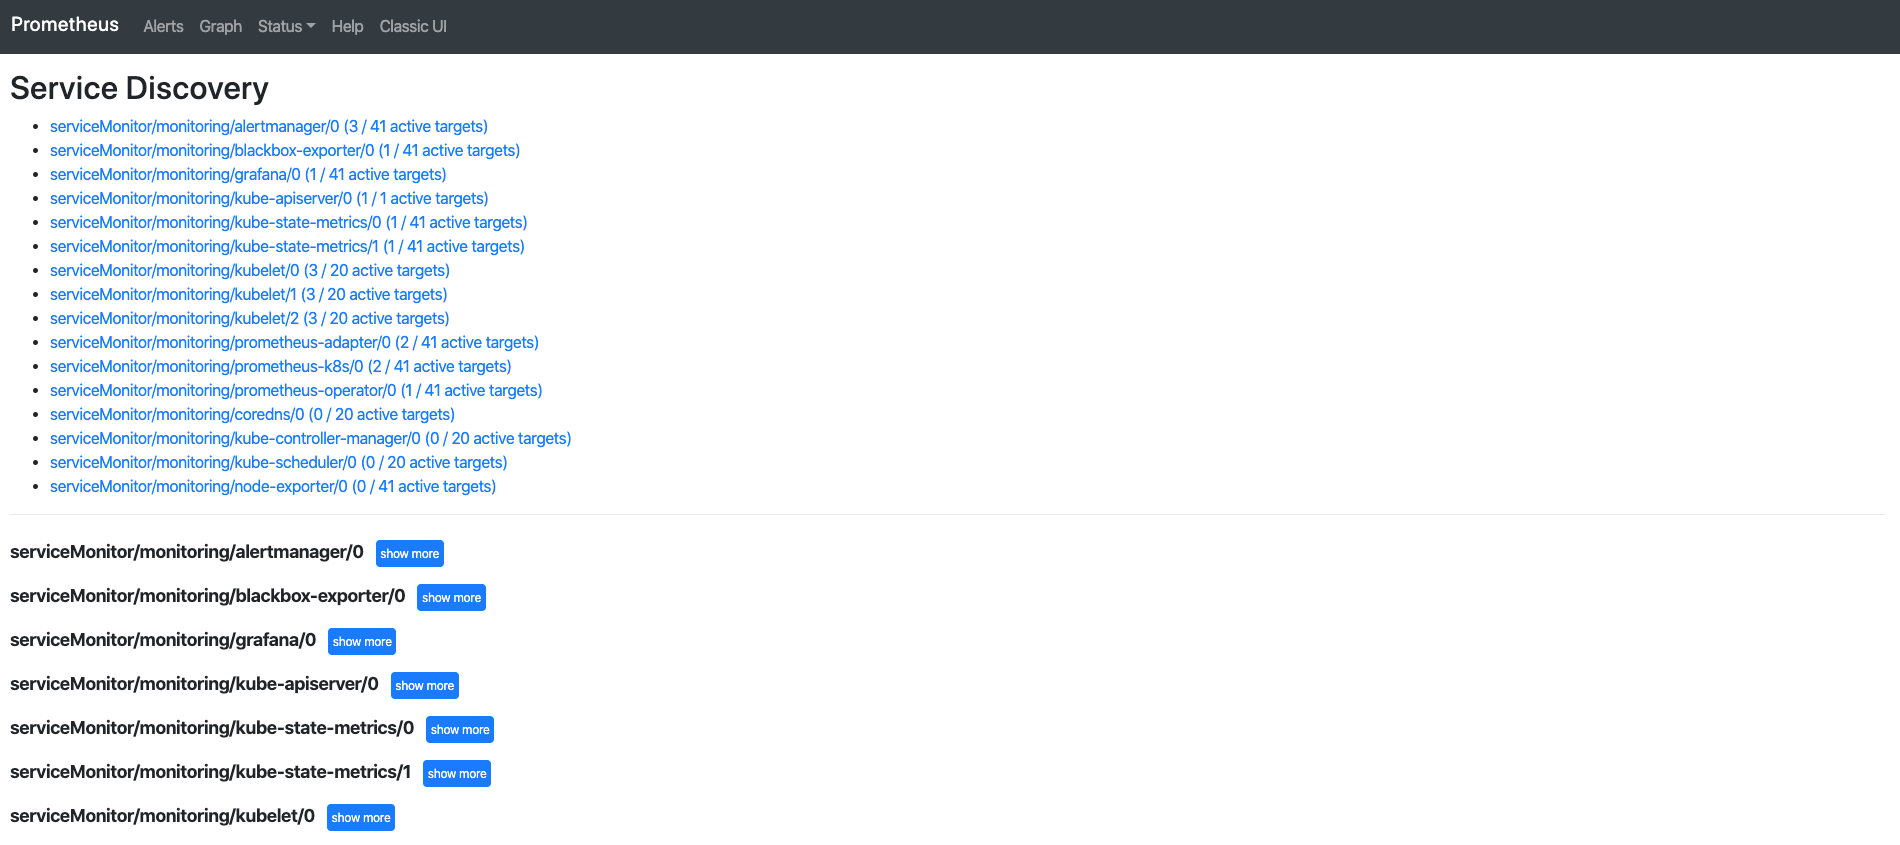 Prometheus Alerts Graph Status Help Classic UI
Service Discovery
serviceMonitor/monitoring/alertmanager/0 (3 / 41 active targets)
serviceMonitor/monitoring/blackbox-exporter/0 (1 / 41 active targets)
serviceMonitor/monitoring/grafana/0 (1 / 41 active targets)
serviceMonitor/monitoring/kube-apiserver/0 (1 / 1 active targets)
serviceMonitor/monitoring/kube-state-metrics/0 (1 / 41 active targets)
serviceMonitor/monitoring/kube-state-metrics/1 (1 / 41 active targets)
serviceMonitor/monitoring/kubelet/0 (3 / 20 active targets)
serviceMonitor/monitoring/kubelet/1 (3 / 20 active targets)
serviceMonitor/monitoring/kubelet/2 (3 / 20 active targets)
serviceMonitor/monitoring/prometheus-adapter/0 (2 / 41 active targets)
serviceMonitor/monitoring/prometheus-k8s/0 (2 / 41 active targets)
serviceMonitor/monitoring/prometheus-operator/0 (1 / 41 active targets)
serviceMonitor/monitoring/coredns/0 (0 / 20 active targets)
serviceMonitor/monitoring/kube-controller-manager/0 (0 / 20 active targets)
serviceMonitor/monitoring/kube-scheduler/0 (0 / 20 active targets)
serviceMonitor/monitoring/node-exporter/0 (0 / 41 active targets)
serviceMonitor/monitoring/alertmanager/0 show more
serviceMonitor/monitoring/blackbox-exporter/0 show more
serviceMonitor/monitoring/grafana/0 show more
serviceMonitor/monitoring/kube-apiserver/0 show more
serviceMonitor/monitoring/kube-state-metrics/0 show more
serviceMonitor/monitoring/kube-state-metrics/1 show more
serviceMonitor/monitoring/kubelet/0 show more